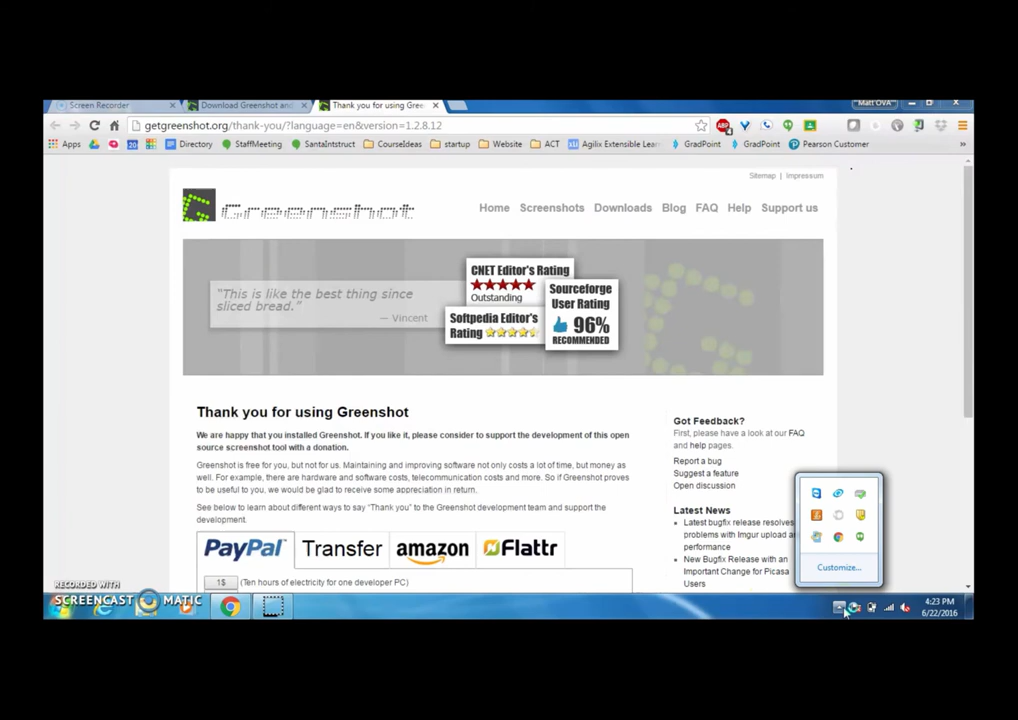 Screen Recorder
Download Greenshot and
Thank you for using Gree
Matt OVA
getgreenshot.org/thank-you/?language=en&version=1.2.8.12
ABP
4
Apps
20
Directory
StaffMeeting
SantaIntstruct
CourseIdeas
startup
Website
ACT
xU Agilix Extensible Lear
GradPoint
GradPoint
Pearson Customer
»
Sitemap | Impressum
Greenshot
Home Screenshots Downloads Blog FAQ Help Support us
"This is like the best thing since
sliced bread."
— Vincent
CNET Editor's Rating
Outstanding
Softpedia Editor's
Rating
Sourceforge
User Rating
96%
RECOMMENDED
Thank you for using Greenshot
We are happy that you installed Greenshot. If you like it, please consider to support the development of this open
source screenshot tool with a donation.
Greenshot is free for you, but not for us. Maintaining and improving software not only costs a lot of time, but money as
well. For example, there are hardware and software costs, telecommunication costs and more. So if Greenshot proves
to be useful to you, we would be glad to receive some appreciation in return.
See below to learn about different ways to say "Thank you" to the Greenshot development team and support the
development.
PayPal Transfer amazon Flattr
1$ (Ten hours of electricity for one developer PC)
Got Feedback?
First, please have a look at our FAQ
and help pages.
Report a bug
Suggest a feature
Open discussion
Latest News
Latest bugfix release resolves
problems with Imgur upload a
performance
New Bugfix Release with an
Important Change for Picasa
Users
Customize...
RECORDED WITH
SCREENCAST MATIC
4:23 PM
6/22/2016